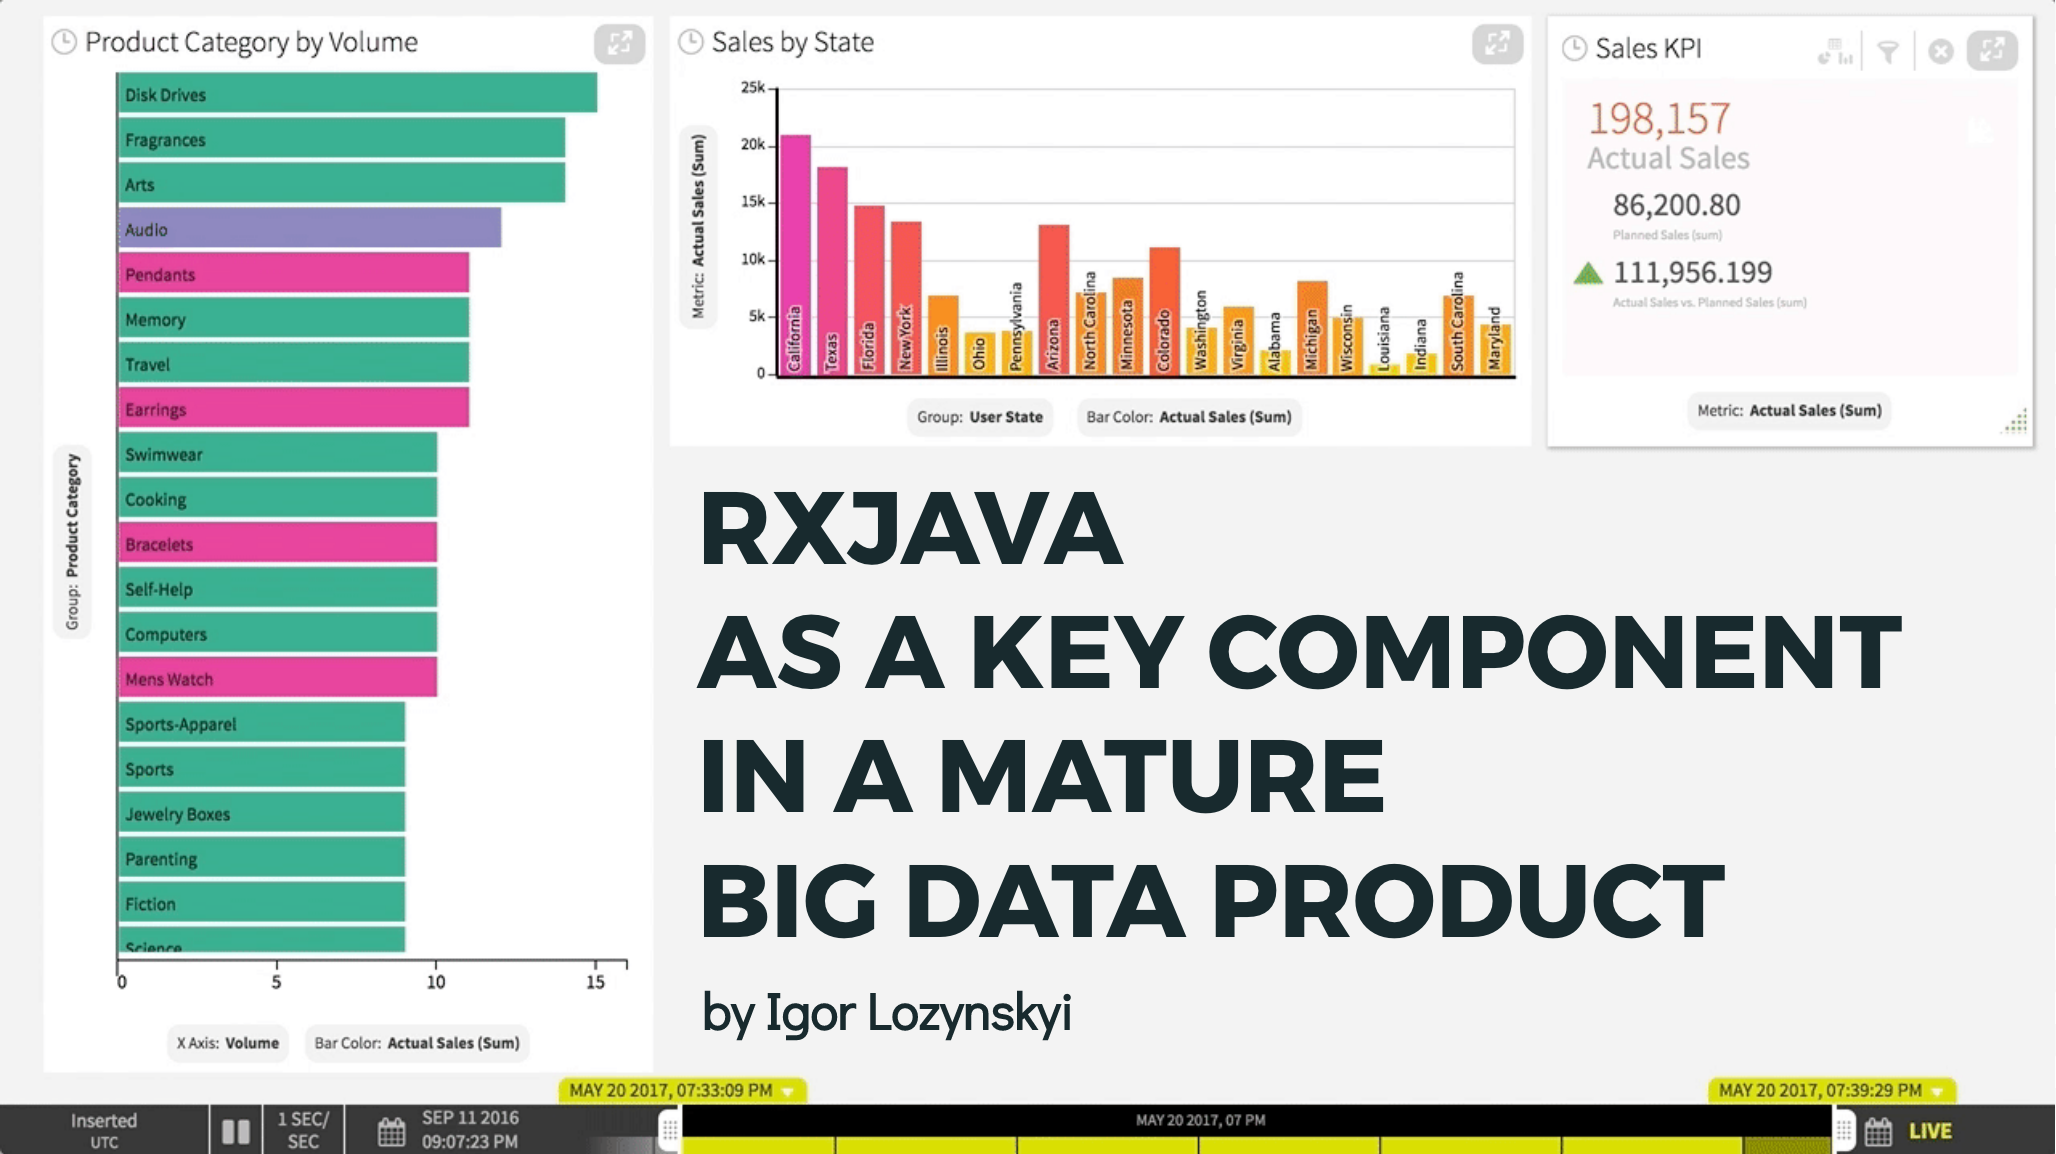 Product Category by Volume
Disk Drives
Fragrances
Arts
Audio
Pendants
Memory
Travel
Earrings
Swimwear
Cooking
Bracelets
Self-Help
Computers
Mens Watch
Sports-Apparel
Sports
Jewelry Boxes
Parenting
Fiction
Science
Group: Product Category
0 5 10 15
X Axis: Volume Bar Color: Actual Sales (Sum)
Sales by State
Metric: Actual Sales (Sum)
25k
20k
15k
10k
5k
0
California
Texas
Florida
New York
Illinois
Ohio
Pennsylvania
Arizona
North Carolina
Minnesota
Colorado
Washington
Virginia
Alabama
Michigan
Wisconsin
Louisiana
Indiana
South Carolina
Maryland
Group: User State Bar Color: Actual Sales (Sum)
Sales KPI
198,157
Actual Sales
86,200.80
Planned Sales (sum)
111,956.199
Actual Sales vs. Planned Sales (sum)
Metric: Actual Sales (Sum)
RXJAVA
AS A KEY COMPONENT
IN A MATURE
BIG DATA PRODUCT
by Igor Lozynskyi
MAY 20 2017, 07:33:09 PM
MAY 20 2017, 07:39:29 PM
Inserted
UTC
1 SEC/
SEC
SEP 11 2016
09:07:23 PM
MAY 20 2017, 07 PM
LIVE